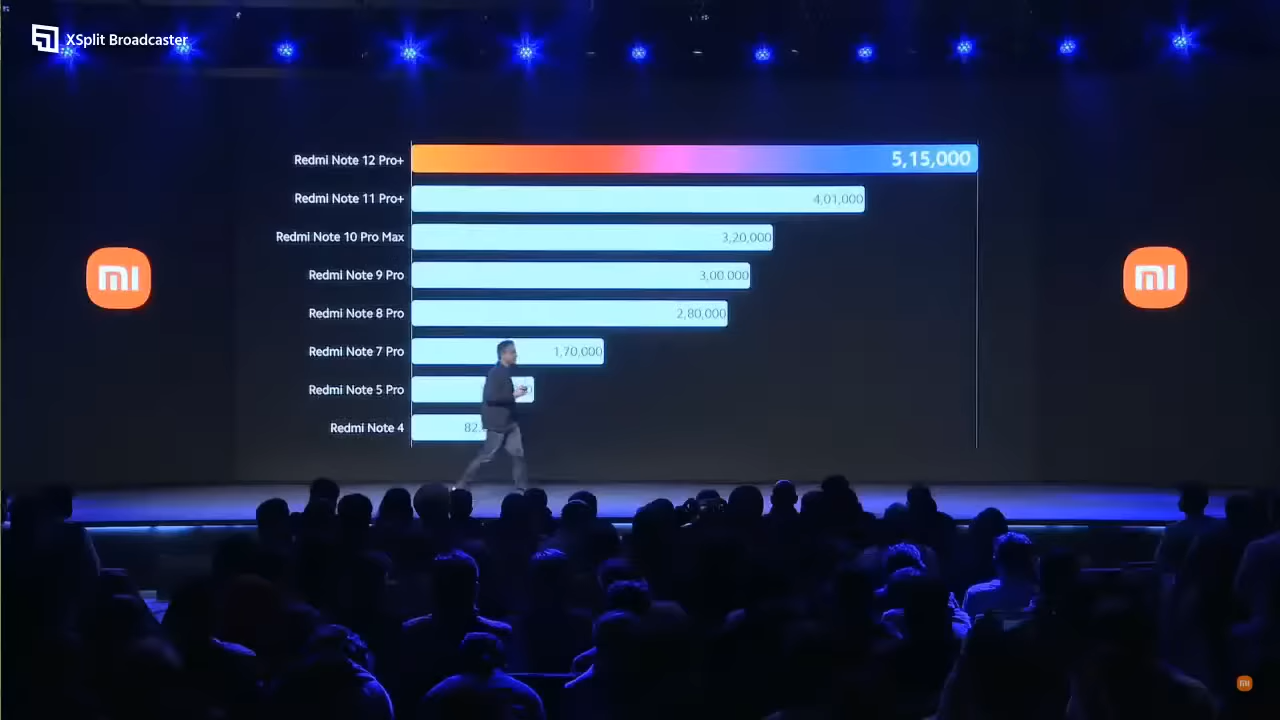 XSplit Broadcaster
Redmi Note 12 Pro+ 5,15,000
Redmi Note 11 Pro+ 4,01,000
Redmi Note 10 Pro Max 3,20,000
mi mi
Redmi Note 9 Pro 3,00,000
Redmi Note 8 Pro 2,80,000
Redmi Note 7 Pro 1,70,000
Redmi Note 5 Pro
Redmi Note 4 82,
mi